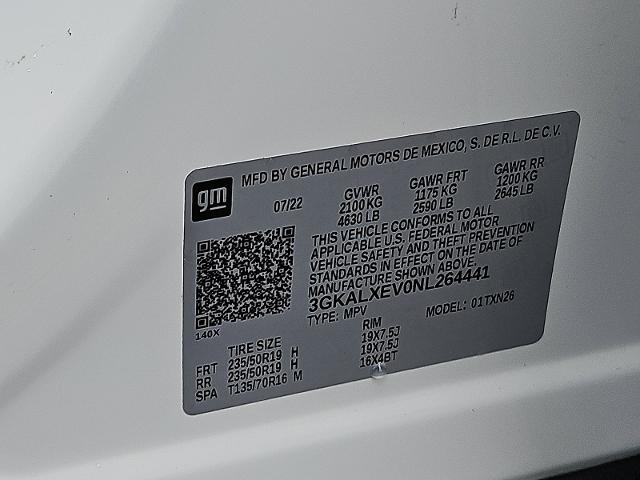 MFD BY GENERAL MOTORS DE MEXICO, S. DE R.L. DE C.V.
gm
07/22 GVWR GAWR FRT GAWR RR
2100 KG 1175 KG 1200 KG
4630 LB 2590 LB 2645 LB
THIS VEHICLE CONFORMS TO ALL
APPLICABLE U.S. FEDERAL MOTOR
VEHICLE SAFETY AND THEFT PREVENTION
STANDARDS IN EFFECT ON THE DATE OF
MANUFACTURE SHOWN ABOVE.
3GKALXEV0NL264441
TYPE: MPV MODEL: 01TXN26
140X
TIRE SIZE RIM
FRT 235/50R19 H 19X7.5J
RR 235/50R19 H 19X7.5J
SPA T135/70R16 M 16X4BT